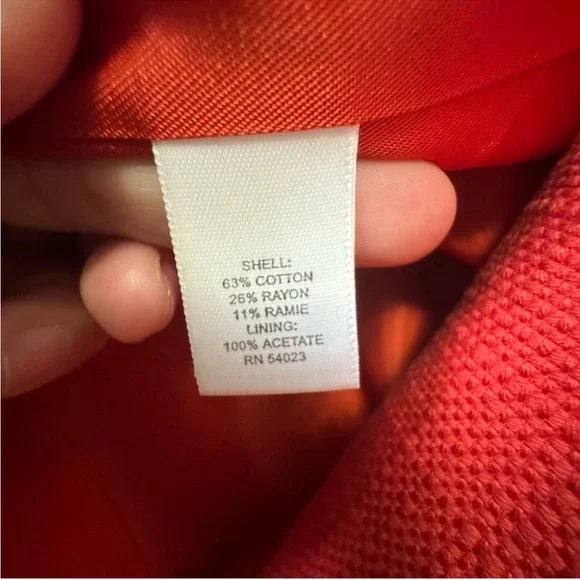 SHELL:
63% COTTON
26% RAYON
11% RAMIE
LINING:
100% ACETATE
RN 54023